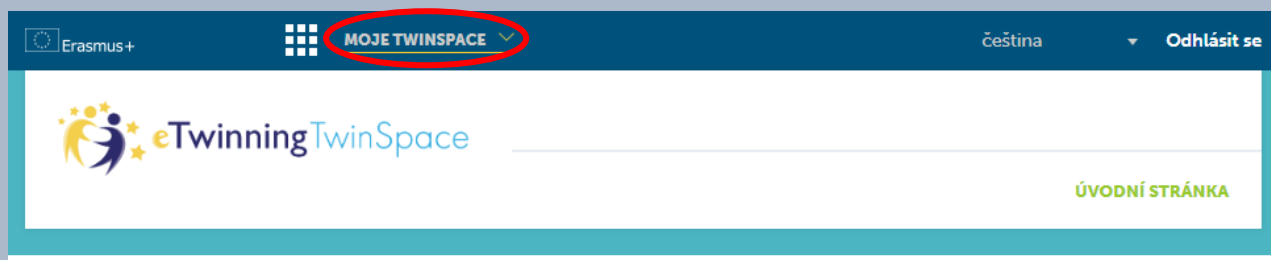 Erasmus+ MOJE TWINSPACE čeština Odhlásit se
eTwinning TwinSpace
ÚVODNÍ STRÁNKA